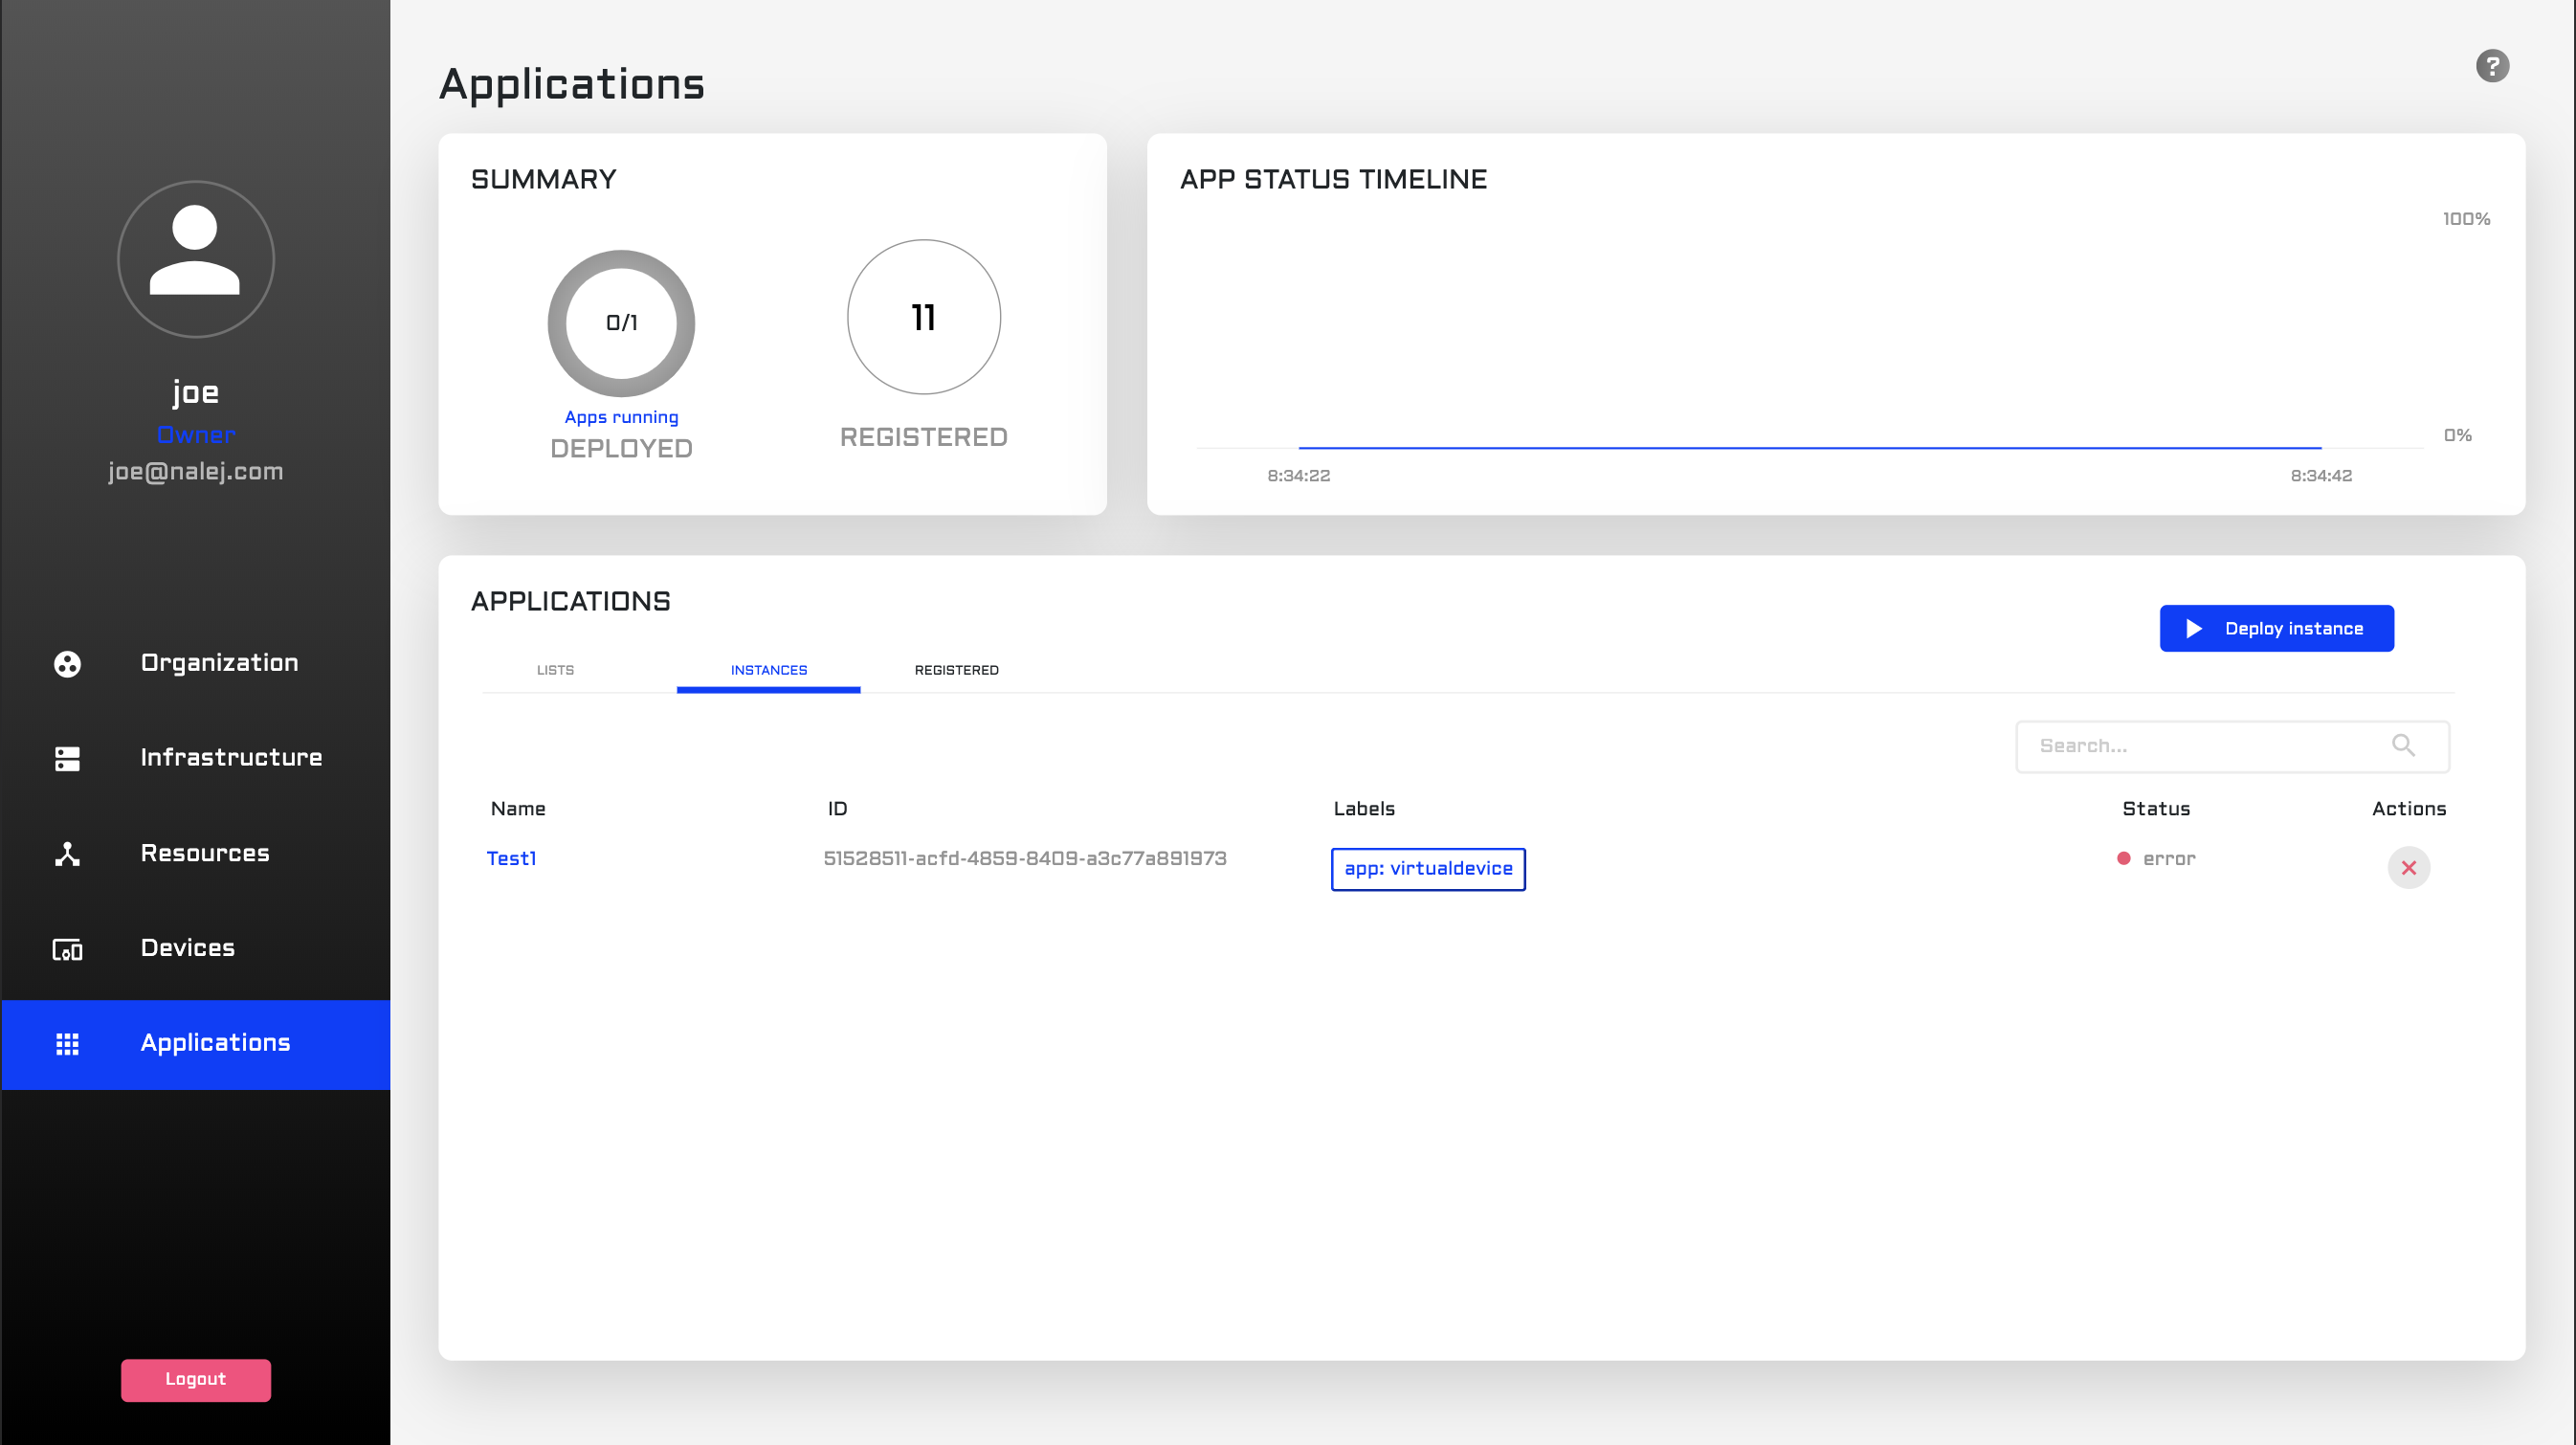 joe
Owner
joe@nalej.com
Organization
Infrastructure
Resources
Devices
Applications
Logout
Applications
?
SUMMARY
0/1
Apps running
DEPLOYED
11
REGISTERED
APP STATUS TIMELINE
100%
0%
8:34:22 8:34:42
APPLICATIONS
Deploy instance
LISTS INSTANCES REGISTERED
Search...
Name ID Labels Status Actions
Test1 51528511-acfd-4859-8409-a3c77a891973 app: virtualdevice error